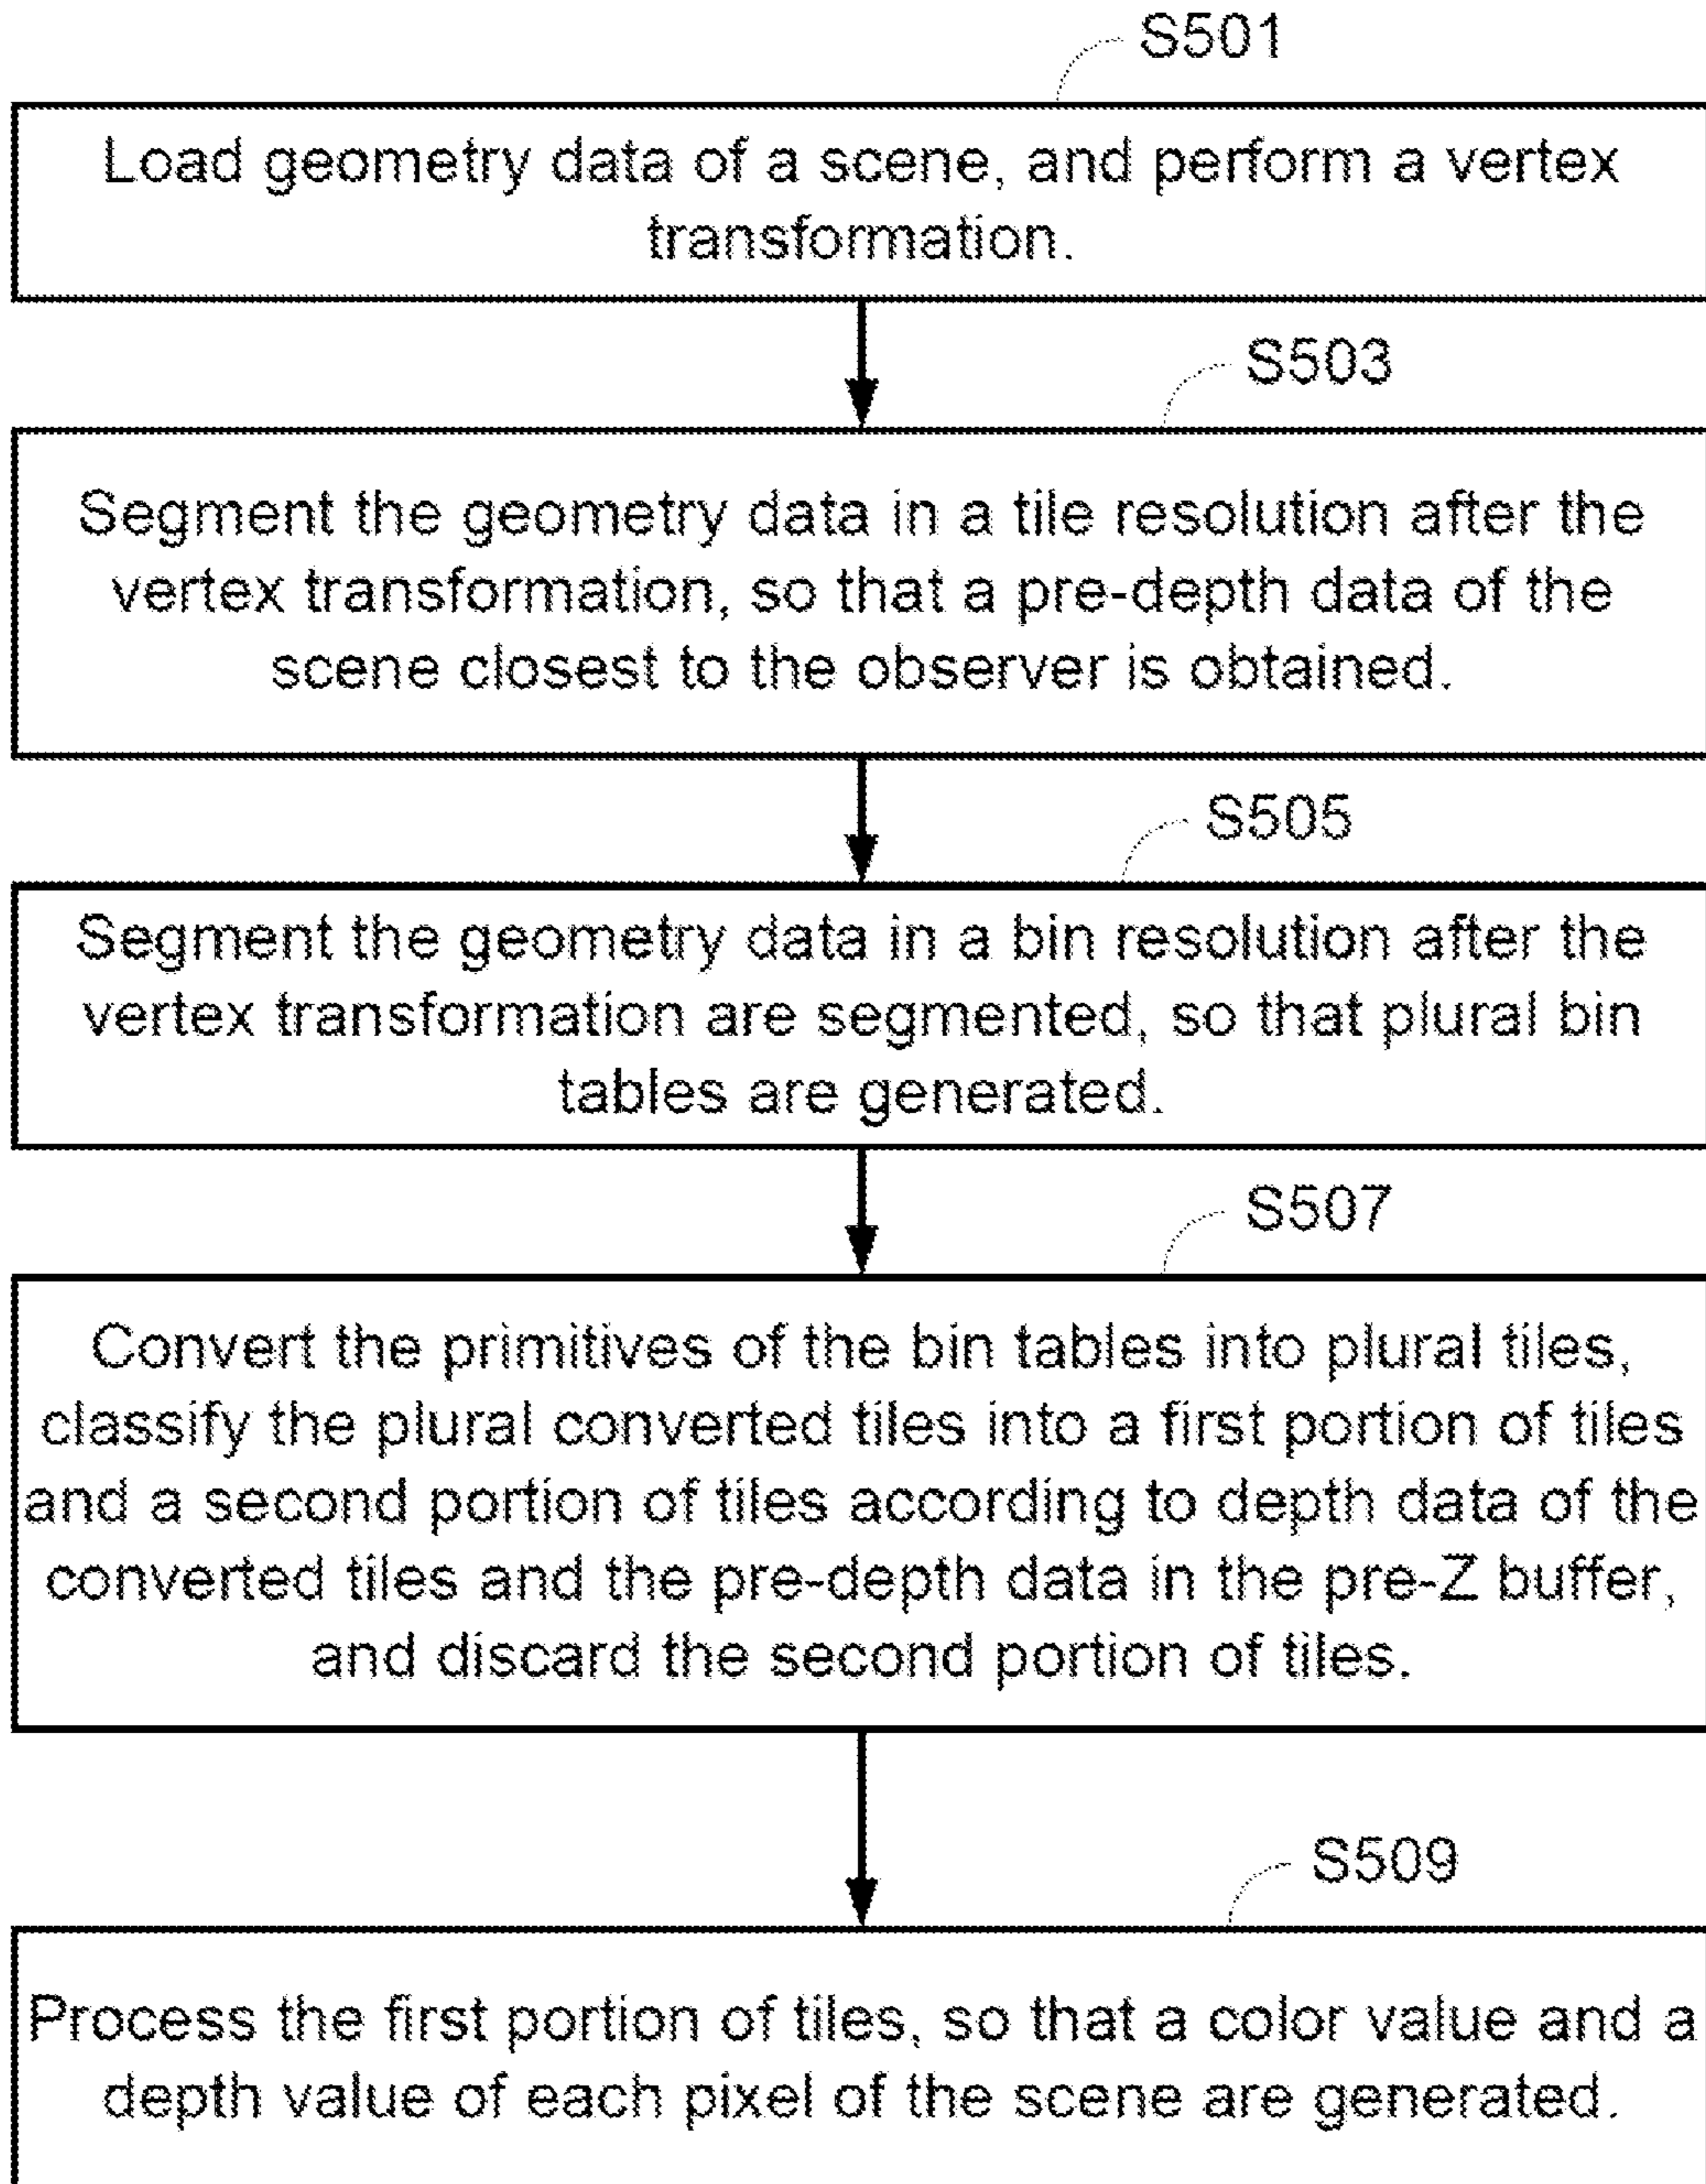 S501
Load geometry data of a scene, and perform a vertex
transformation.
S503
Segment the geometry data in a tile resolution after the
vertex transformation, so that a pre-depth data of the
scene closest to the observer is obtained.
S505
Segment the geometry data in a bin resolution after the
vertex transformation are segmented, so that plural bin
tables are generated.
S507
Convert the primitives of the bin tables into plural tiles,
classify the plural converted tiles into a first portion of tiles
and a second portion of tiles according to depth data of the
converted tiles and the pre-depth data in the pre-Z buffer,
and discard the second portion of tiles.
S509
Process the first portion of tiles, so that a color value and a
depth value of each pixel of the scene are generated.